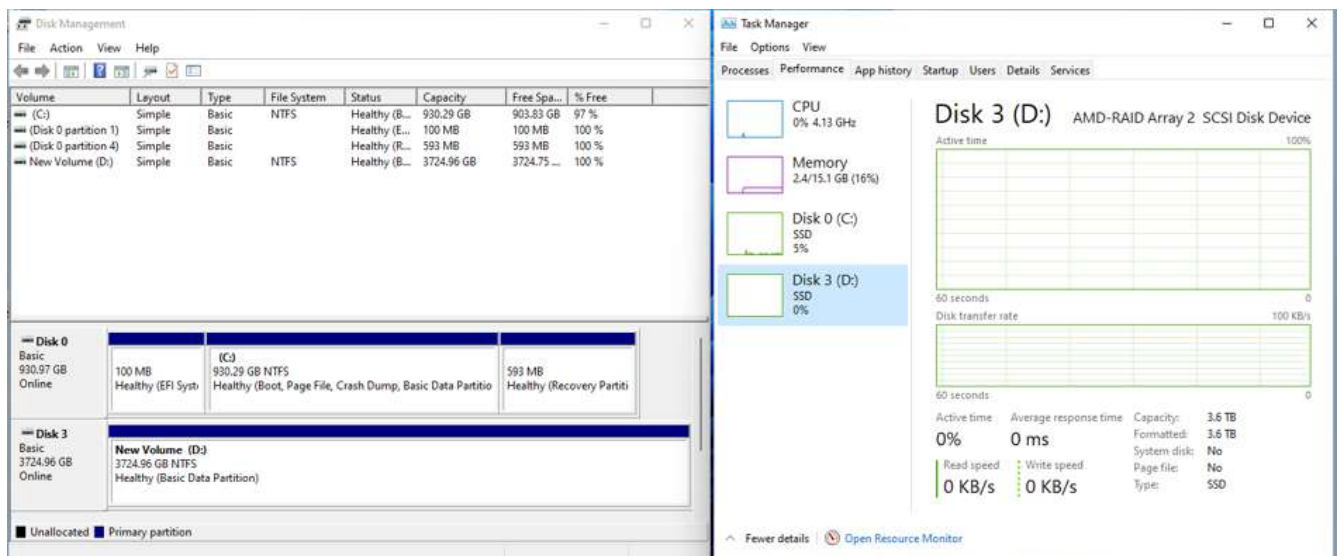 Disk Management
File Action View Help
Volume Layout Type File System Status Capacity Free Spa... % Free
(C:) Simple Basic NTFS Healthy (B... 930.29 GB 903.83 GB 97 %
(Disk 0 partition 1) Simple Basic Healthy (E... 100 MB 100 MB 100 %
(Disk 0 partition 4) Simple Basic Healthy (R... 593 MB 593 MB 100 %
New Volume (D:) Simple Basic NTFS Healthy (B... 3724.96 GB 3724.75 ... 100 %
Disk 0
Basic
930.97 GB
Online
100 MB
Healthy (EFI Syst
(C:)
930.29 GB NTFS
Healthy (Boot, Page File, Crash Dump, Basic Data Partitio
593 MB
Healthy (Recovery Partiti
Disk 3
Basic
3724.96 GB
Online
New Volume (D:)
3724.96 GB NTFS
Healthy (Basic Data Partition)
Unallocated Primary partition
Task Manager
File Options View
Processes Performance App history Startup Users Details Services
CPU
0% 4.13 GHz
Memory
2.4/15.1 GB (16%)
Disk 0 (C:)
SSD
5%
Disk 3 (D:)
SSD
0%
Disk 3 (D:) AMD-RAID Array 2 SCSI Disk Device
Active time 100%
60 seconds 0
Disk transfer rate 100 KB/s
60 seconds 0
Active time Average response time
0% 0 ms
Read speed Write speed
0 KB/s 0 KB/s
Capacity: 3.6 TB
Formatted: 3.6 TB
System disk: No
Page file: No
Type: SSD
Fewer details Open Resource Monitor